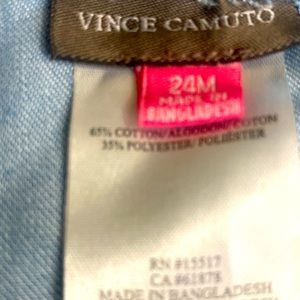 VINCE CAMUTO
24M
MADE IN
BANGLADESH
65% COTTON/ALGODON/COTON
35% POLYESTER/POLIESTER
RN #15517
CA #61878
MADE IN BANGLADESH